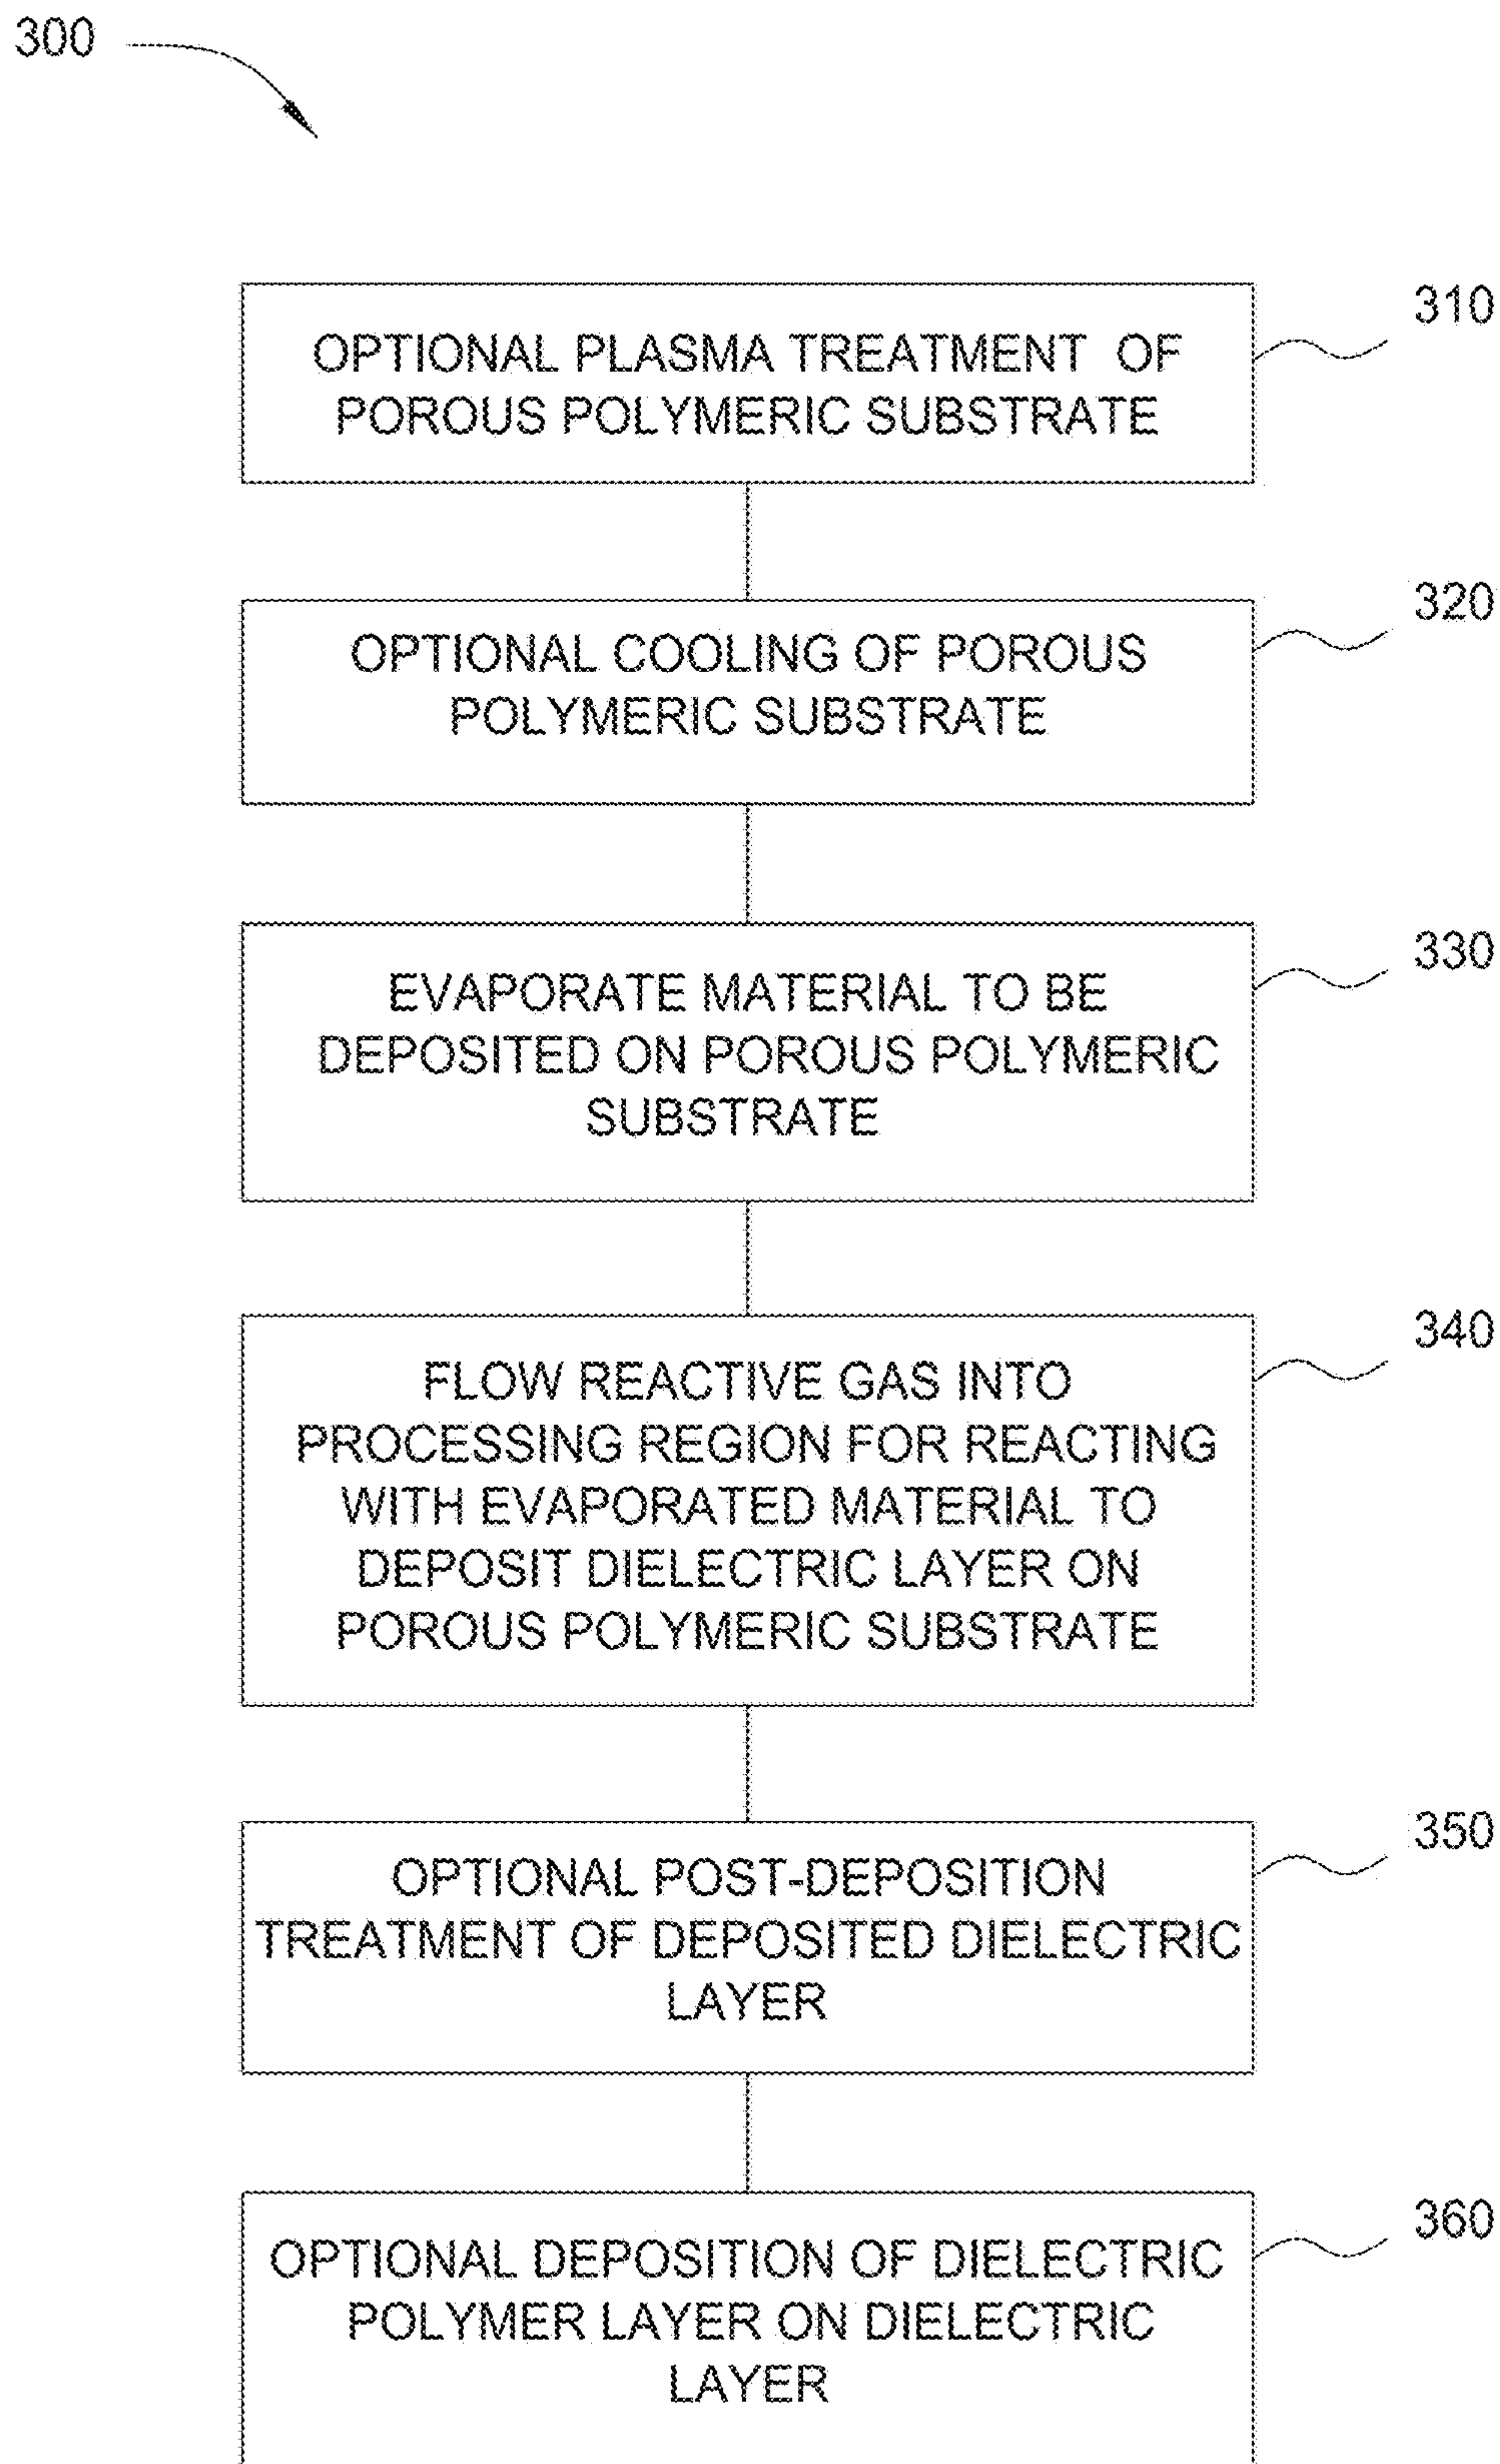 300
310
OPTIONAL PLASMA TREATMENT OF
POROUS POLYMERIC SUBSTRATE
320
OPTIONAL COOLING OF POROUS
POLYMERIC SUBSTRATE
330
EVAPORATE MATERIAL TO BE
DEPOSITED ON POROUS POLYMERIC
SUBSTRATE
340
FLOW REACTIVE GAS INTO
PROCESSING REGION FOR REACTING
WITH EVAPORATED MATERIAL TO
DEPOSIT DIELECTRIC LAYER ON
POROUS POLYMERIC SUBSTRATE
350
OPTIONAL POST-DEPOSITION
TREATMENT OF DEPOSITED DIELECTRIC
LAYER
360
OPTIONAL DEPOSITION OF DIELECTRIC
POLYMER LAYER ON DIELECTRIC
LAYER